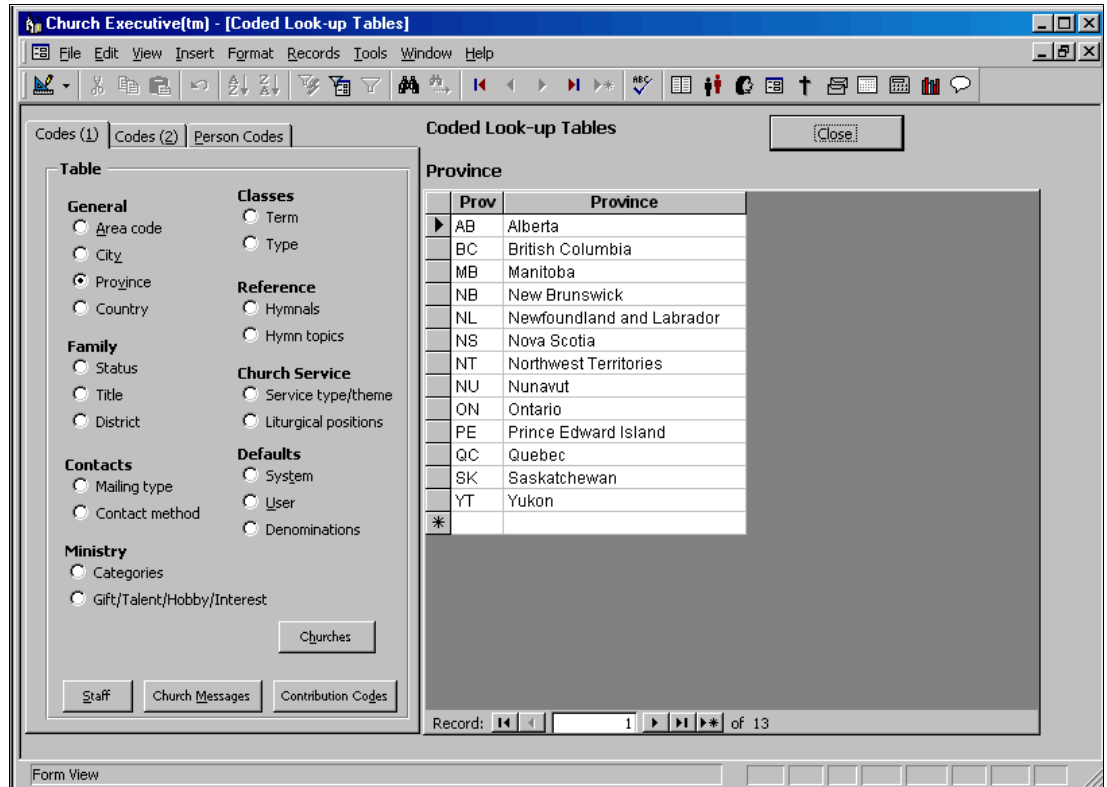 Church Executive(tm) - [Coded Look-up Tables]
File Edit View Insert Format Records Tools Window Help
ABC
Codes (1) Codes (2) Person Codes
Coded Look-up Tables
Close
Table
General
Area code
City
Province
Country
Family
Status
Title
District
Contacts
Mailing type
Contact method
Ministry
Categories
Gift/Talent/Hobby/Interest
Classes
Term
Type
Reference
Hymnals
Hymn topics
Church Service
Service type/theme
Liturgical positions
Defaults
System
User
Denominations
Churches
Staff Church Messages Contribution Codes
Province
Prov Province
AB Alberta
BC British Columbia
MB Manitoba
NB New Brunswick
NL Newfoundland and Labrador
NS Nova Scotia
NT Northwest Territories
NU Nunavut
ON Ontario
PE Prince Edward Island
QC Quebec
SK Saskatchewan
YT Yukon
Record: 1 of 13
Form View